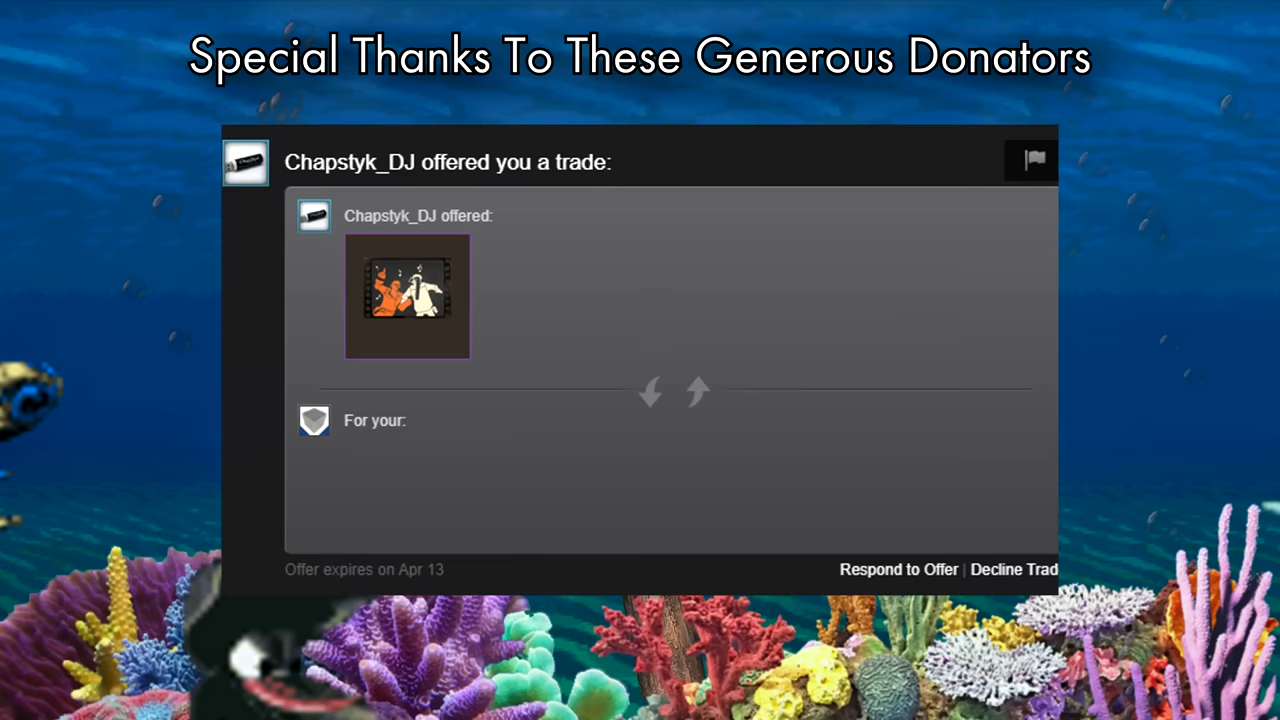 Special Thanks To These Generous Donators
Chapstyk_DJ offered you a trade:
Chapstyk_DJ offered:
For your:
Offer expires on Apr 13
Respond to Offer | Decline Trad